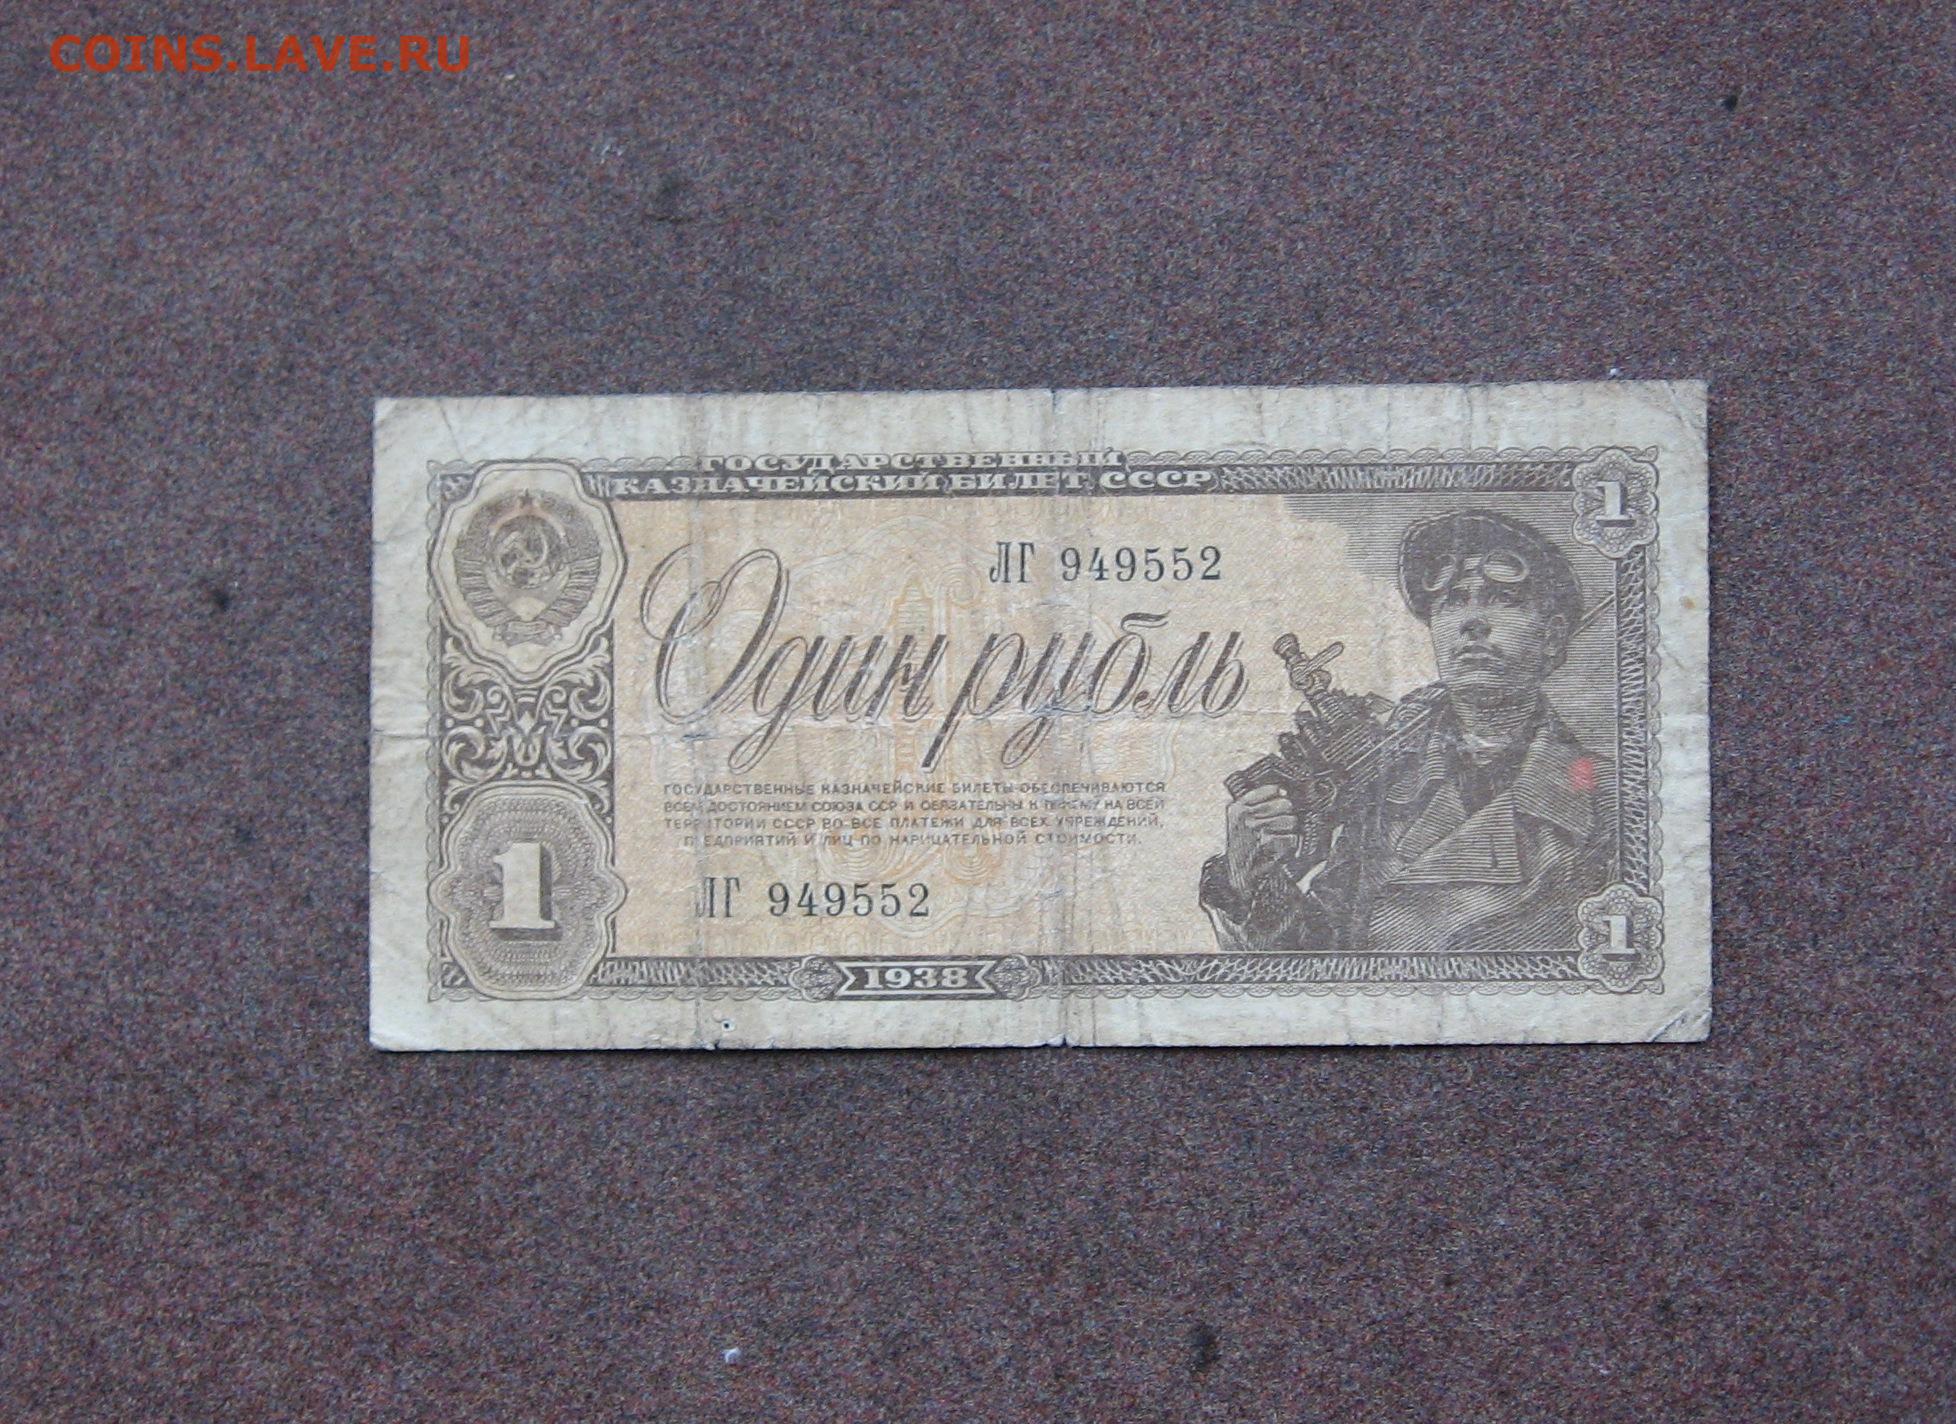 COINS.LAVE.RU
ГОСУДАРСТВЕННЫЙ
КАЗНАЧЕЙСКИЙ БИЛЕТ СССР
1
ЛГ 949552
Один рубль
ГОСУДАРСТВЕННЫЕ КАЗНАЧЕЙСКИЕ БИЛЕТЫ ОБЕСПЕЧИВАЮТСЯ
ВСЕМ ДОСТОЯНИЕМ СОЮЗА ССР И ОБЯЗАТЕЛЬНЫ К ПРИЕМУ НА ВСЕЙ
ТЕРРИТОРИИ СССР ВО ВСЕ ПЛАТЕЖИ ДЛЯ ВСЕХ УЧРЕЖДЕНИЙ,
ПРЕДПРИЯТИЙ И ЛИЦ ПО НАРИЦАТЕЛЬНОЙ СТОИМОСТИ.
1
ЛГ 949552
1
1938